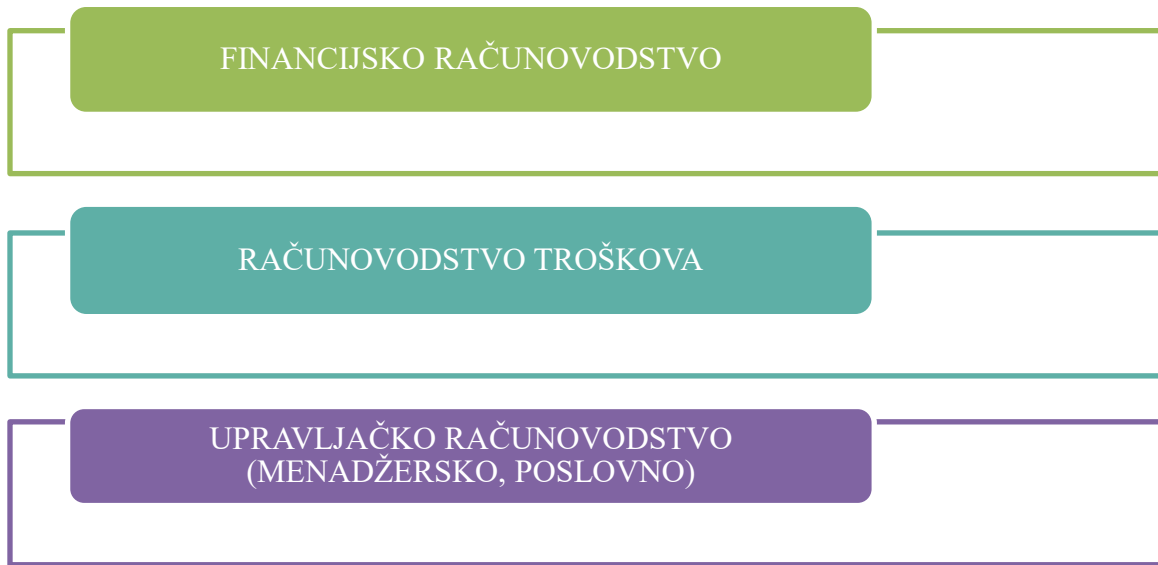 FINANCIJSKO RAČUNOVODSTVO
RAČUNOVODSTVO TROŠKOVA
UPRAVLJAČKO RAČUNOVODSTVO
(MENADŽERSKO, POSLOVNO)